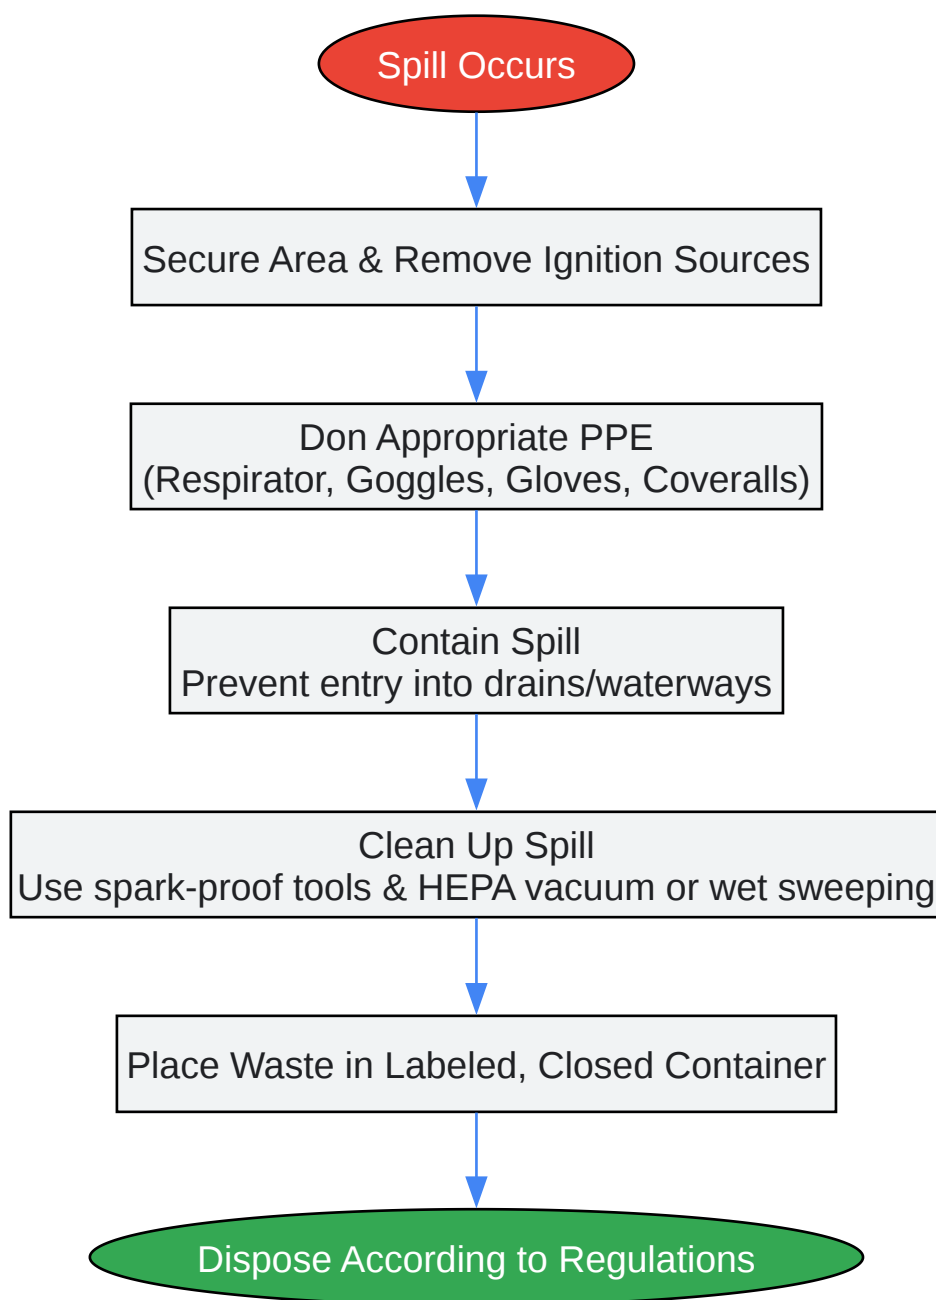 Spill Occurs
Secure Area & Remove Ignition Sources
Don Appropriate PPE
(Respirator, Goggles, Gloves, Coveralls)
Contain Spill
Prevent entry into drains/waterways
Clean Up Spill
Use spark-proof tools & HEPA vacuum or wet sweeping
Place Waste in Labeled, Closed Container
Dispose According to Regulations